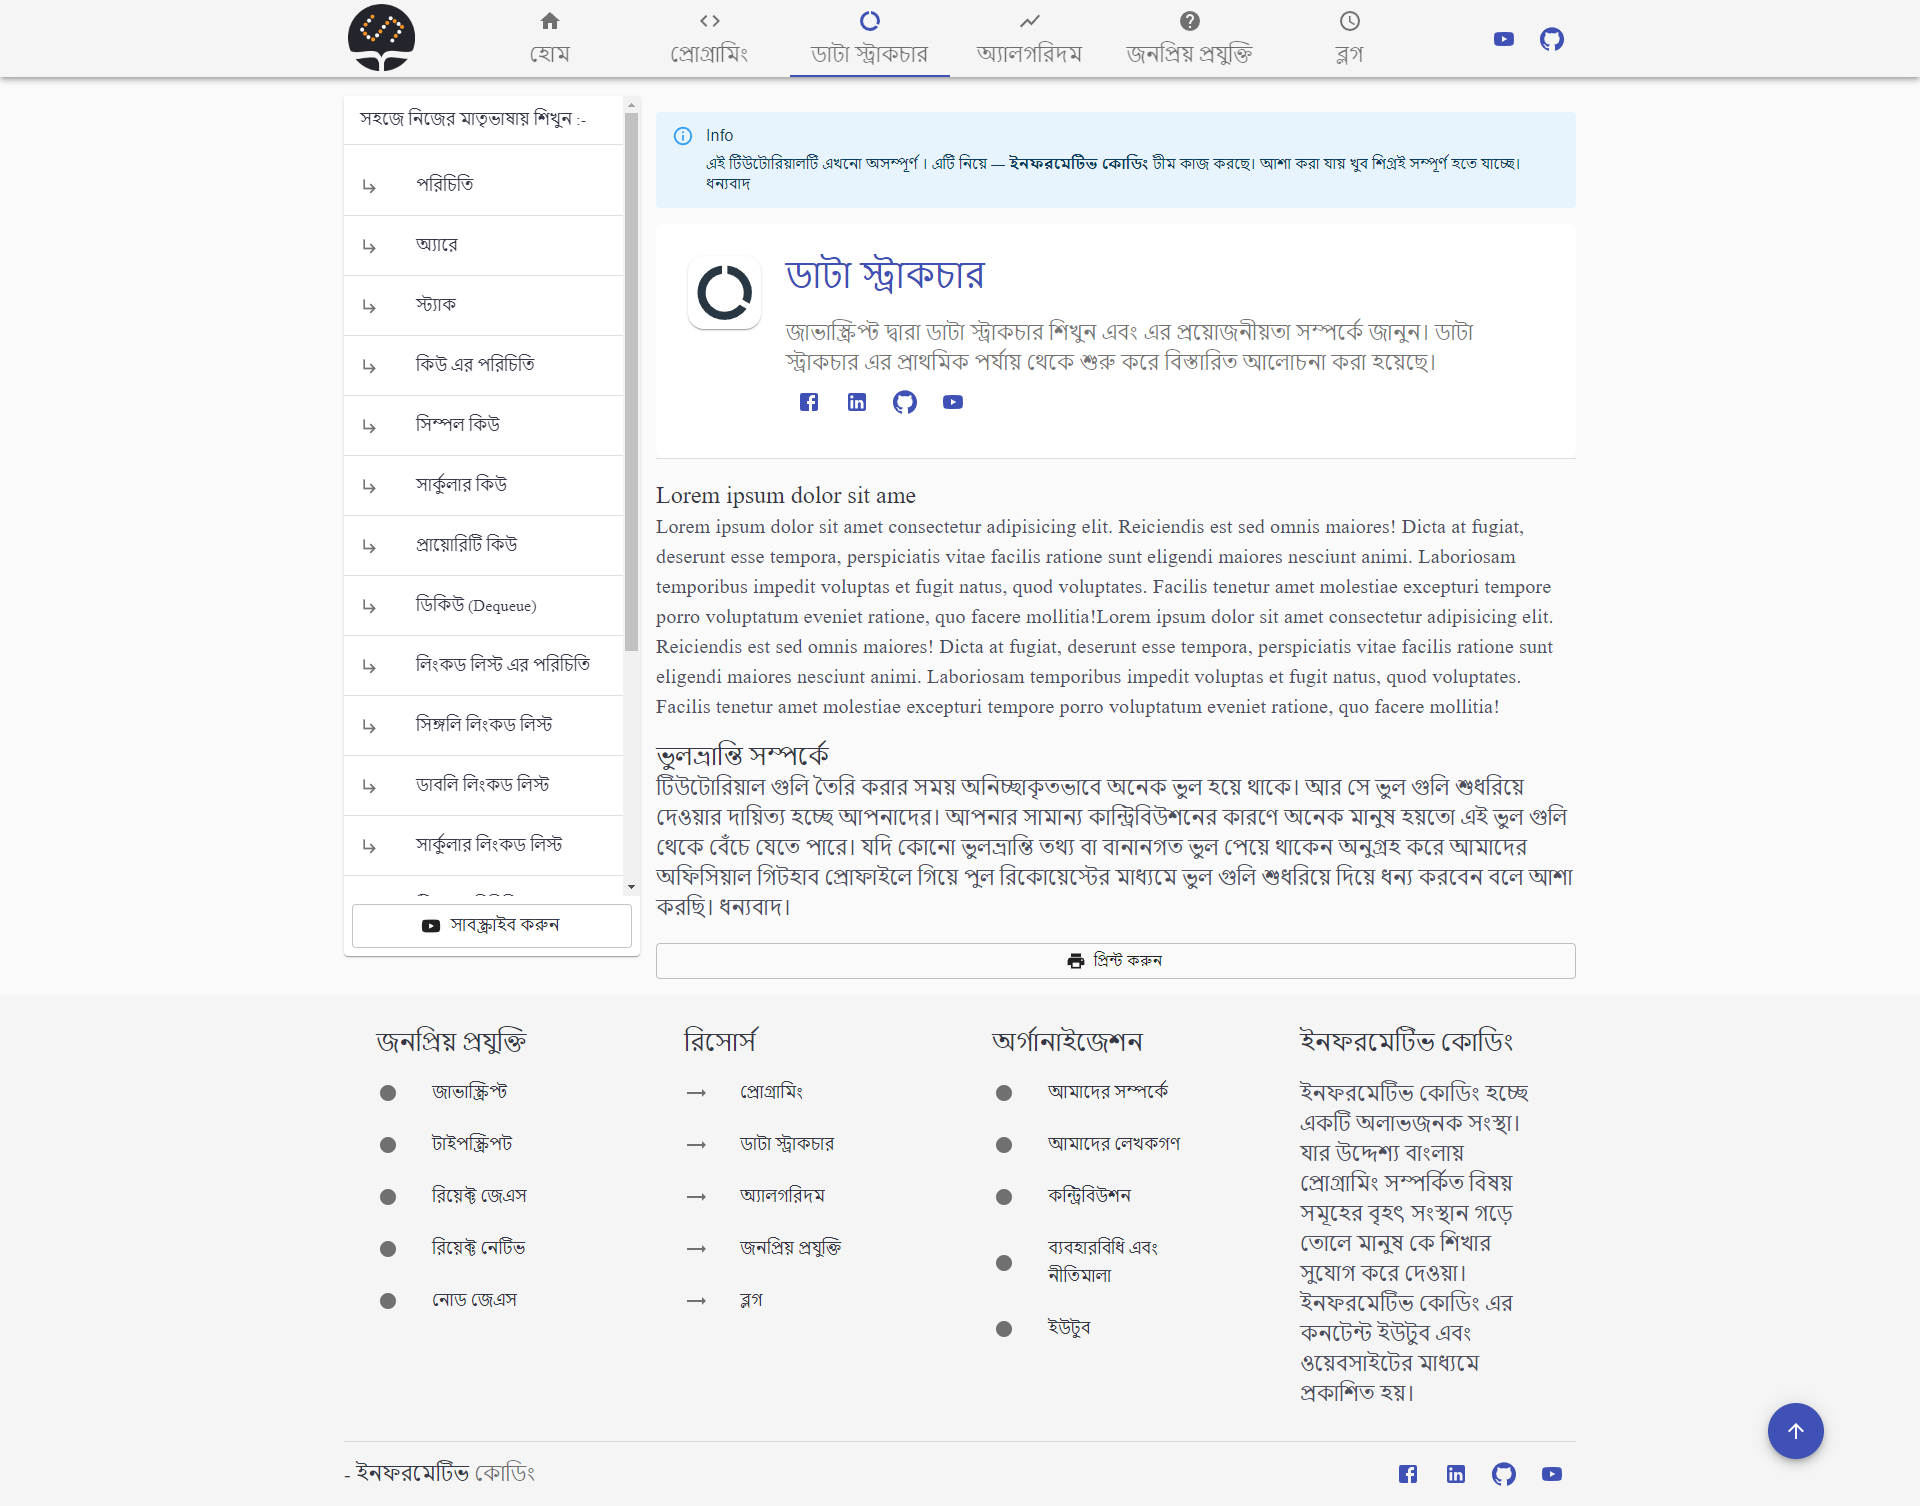 হোম
প্রোগ্রামিং
ডাটা স্ট্রাকচার
অ্যালগরিদম
জনপ্রিয় প্রযুক্তি
ব্লগ
সহজে নিজের মাতৃভাষায় শিখুন :-
পরিচিতি
অ্যারে
স্ট্যাক
কিউ এর পরিচিতি
সিম্পল কিউ
সার্কুলার কিউ
প্রায়োরিটি কিউ
ডিকিউ (Dequeue)
লিংকড লিস্ট এর পরিচিতি
সিঙ্গলি লিংকড লিস্ট
ডাবলি লিংকড লিস্ট
সার্কুলার লিংকড লিস্ট
সাবস্ক্রাইব করুন
Info
এই টিউটোরিয়ালটি এখনো অসম্পূর্ণ । এটি নিয়ে — ইনফরমেটিভ কোডিং টীম কাজ করছে। আশা করা যায় খুব শিগ্রই সম্পূর্ণ হতে যাচ্ছে।
ধন্যবাদ
ডাটা স্ট্রাকচার
জাভাস্ক্রিপ্ট দ্বারা ডাটা স্ট্রাকচার শিখুন এবং এর প্রয়োজনীয়তা সম্পর্কে জানুন। ডাটা
স্ট্রাকচার এর প্রাথমিক পর্যায় থেকে শুরু করে বিস্তারিত আলোচনা করা হয়েছে।
Lorem ipsum dolor sit ame
Lorem ipsum dolor sit amet consectetur adipisicing elit. Reiciendis est sed omnis maiores! Dicta at fugiat,
deserunt esse tempora, perspiciatis vitae facilis ratione sunt eligendi maiores nesciunt animi. Laboriosam
temporibus impedit voluptas et fugit natus, quod voluptates. Facilis tenetur amet molestiae excepturi tempore
porro voluptatum eveniet ratione, quo facere mollitia!Lorem ipsum dolor sit amet consectetur adipisicing elit.
Reiciendis est sed omnis maiores! Dicta at fugiat, deserunt esse tempora, perspiciatis vitae facilis ratione sunt
eligendi maiores nesciunt animi. Laboriosam temporibus impedit voluptas et fugit natus, quod voluptates.
Facilis tenetur amet molestiae excepturi tempore porro voluptatum eveniet ratione, quo facere mollitia!
ভুলভ্রান্তি সম্পর্কে
টিউটোরিয়াল গুলি তৈরি করার সময় অনিচ্ছাকৃতভাবে অনেক ভুল হয়ে থাকে। আর সে ভুল গুলি শুধরিয়ে
দেওয়ার দায়িত্য হচ্ছে আপনাদের। আপনার সামান্য কান্ট্রিবিউশনের কারণে অনেক মানুষ হয়তো এই ভুল গুলি
থেকে বেঁচে যেতে পারে। যদি কোনো ভুলভ্রান্তি তথ্য বা বানানগত ভুল পেয়ে থাকেন অনুগ্রহ করে আমাদের
অফিসিয়াল গিটহাব প্রোফাইলে গিয়ে পুল রিকোয়েস্টের মাধ্যমে ভুল গুলি শুধরিয়ে দিয়ে ধন্য করবেন বলে আশা
করছি। ধন্যবাদ।
প্রিন্ট করুন
জনপ্রিয় প্রযুক্তি
জাভাস্ক্রিপ্ট
টাইপস্ক্রিপট
রিয়েক্ট জেএস
রিয়েক্ট নেটিভ
নোড জেএস
রিসোর্স
প্রোগ্রামিং
ডাটা স্ট্রাকচার
অ্যালগরিদম
জনপ্রিয় প্রযুক্তি
ব্লগ
অর্গানাইজেশন
আমাদের সম্পর্কে
আমাদের লেখকগণ
কন্ট্রিবিউশন
ব্যবহারবিধি এবং
নীতিমালা
ইউটুব
ইনফরমেটিভ কোডিং
ইনফরমেটিভ কোডিং হচ্ছে
একটি অলাভজনক সংস্থা।
যার উদ্দেশ্য বাংলায়
প্রোগ্রামিং সম্পর্কিত বিষয়
সমূহের বৃহৎ সংস্থান গড়ে
তোলে মানুষ কে শিখার
সুযোগ করে দেওয়া।
ইনফরমেটিভ কোডিং এর
কনটেন্ট ইউটুব এবং
ওয়েবসাইটের মাধ্যমে
প্রকাশিত হয়।
- ইনফরমেটিভ কোডিং